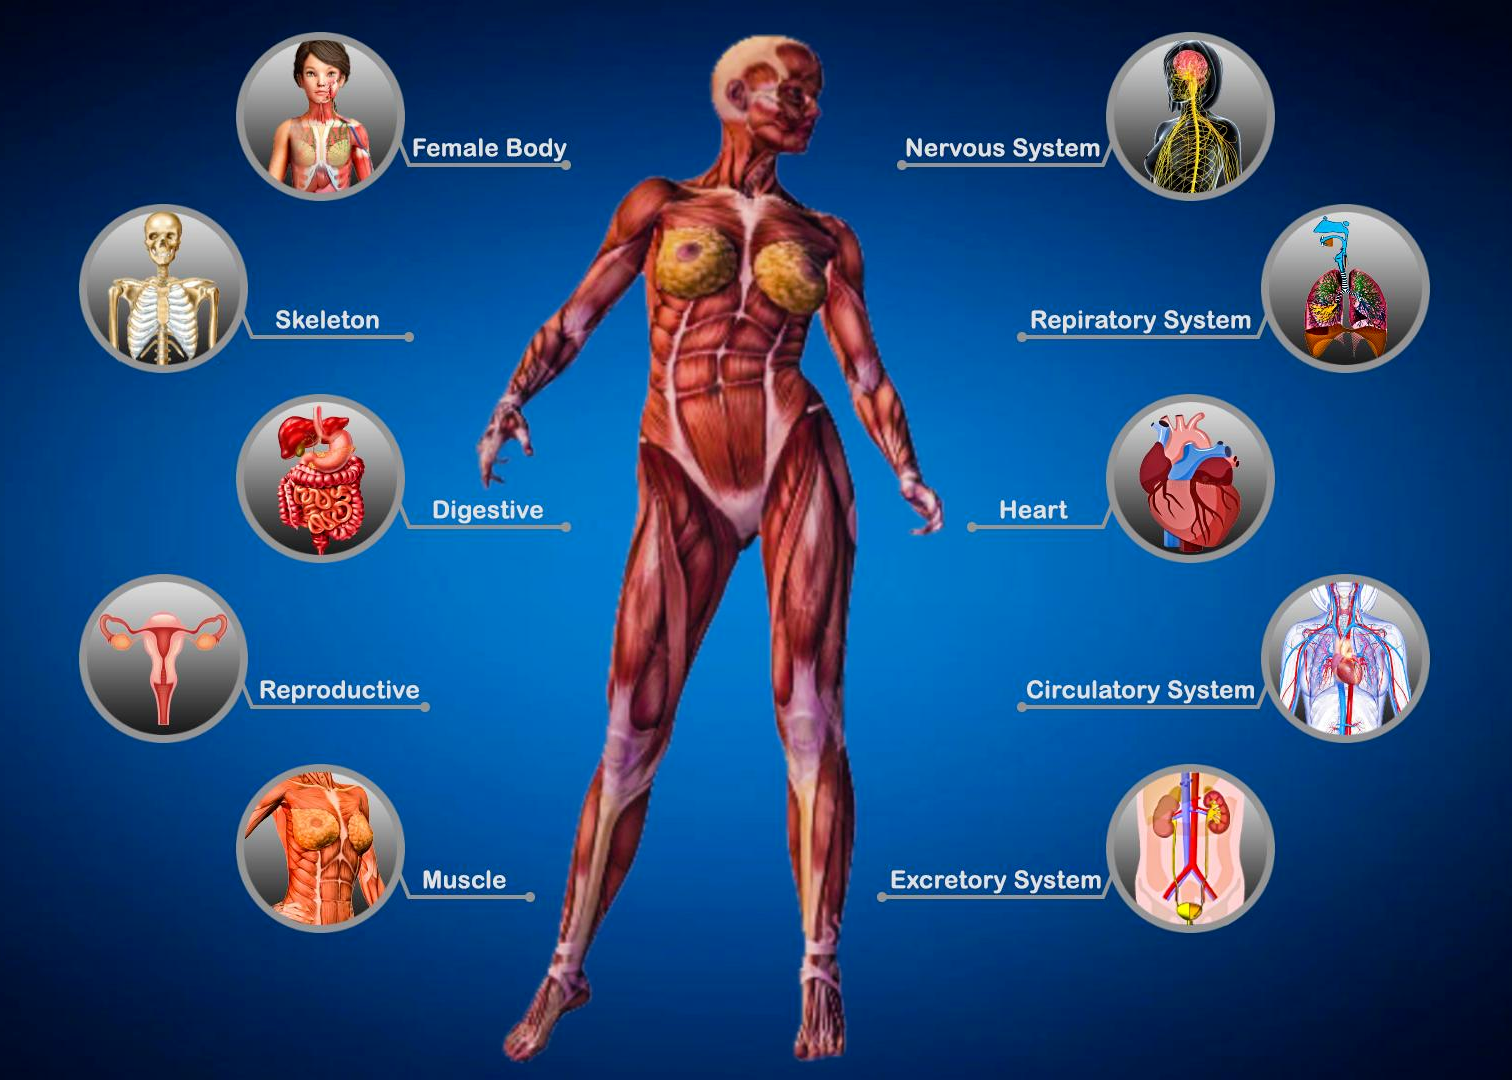 Female Body
Nervous System
Skeleton
Repiratory System
Digestive
Heart
Reproductive
Circulatory System
Muscle
Excretory System